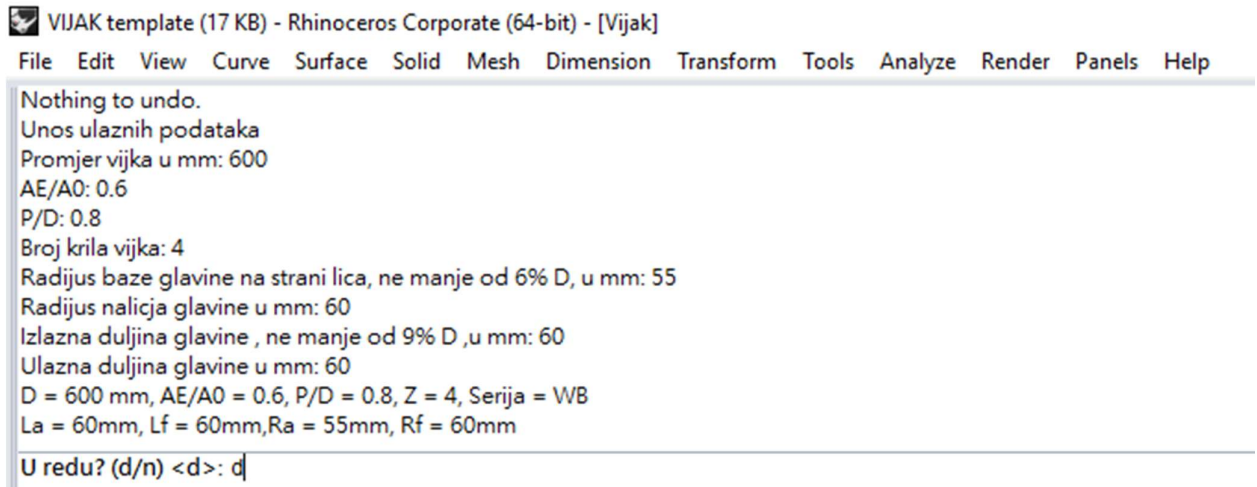 VIJAK template (17 KB) - Rhinoceros Corporate (64-bit) - [Vijak]
File Edit View Curve Surface Solid Mesh Dimension Transform Tools Analyze Render Panels Help
Nothing to undo.
Unos ulaznih podataka
Promjer vijka u mm: 600
AE/A0: 0.6
P/D: 0.8
Broj krila vijka: 4
Radijus baze glavine na strani lica, ne manje od 6% D, u mm: 55
Radijus nalicja glavine u mm: 60
Izlazna duljina glavine , ne manje od 9% D ,u mm: 60
Ulazna duljina glavine u mm: 60
D = 600 mm, AE/A0 = 0.6, P/D = 0.8, Z = 4, Serija = WB
La = 60mm, Lf = 60mm,Ra = 55mm, Rf = 60mm
U redu? (d/n) <d>: d